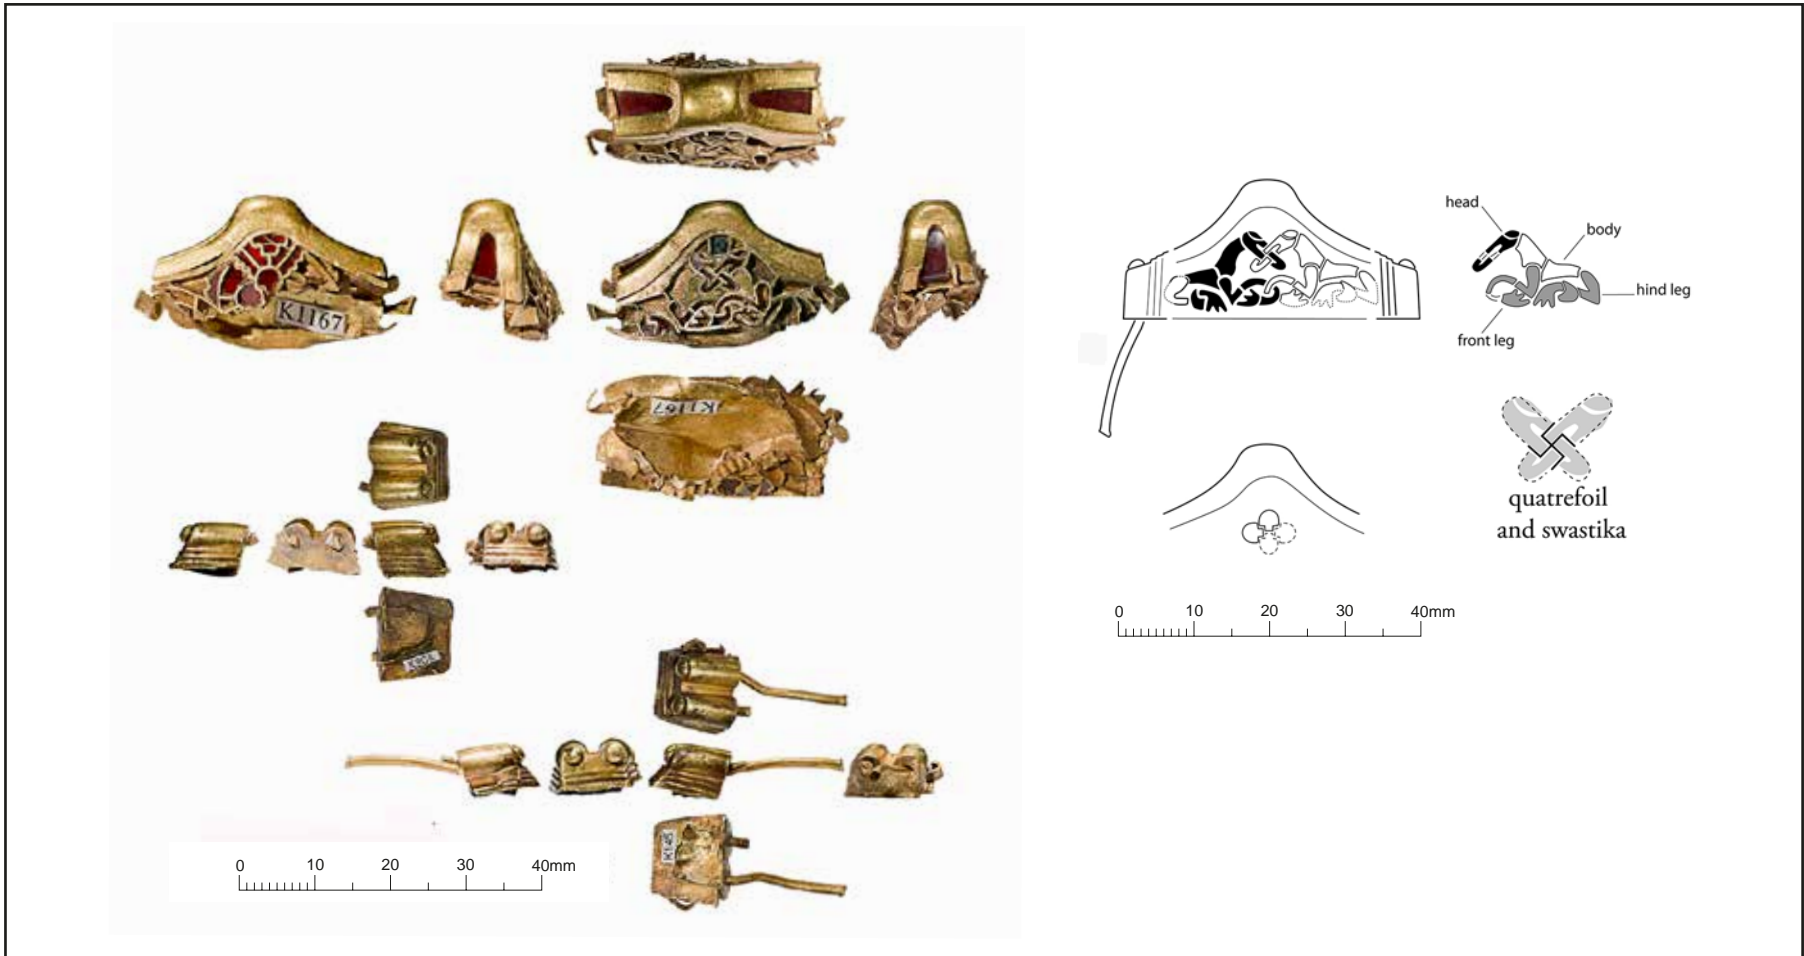 K1167
K1167
head
body
hind leg
front leg
quatrefoil
and swastika
0 10 20 30 40mm
0 10 20 30 40mm